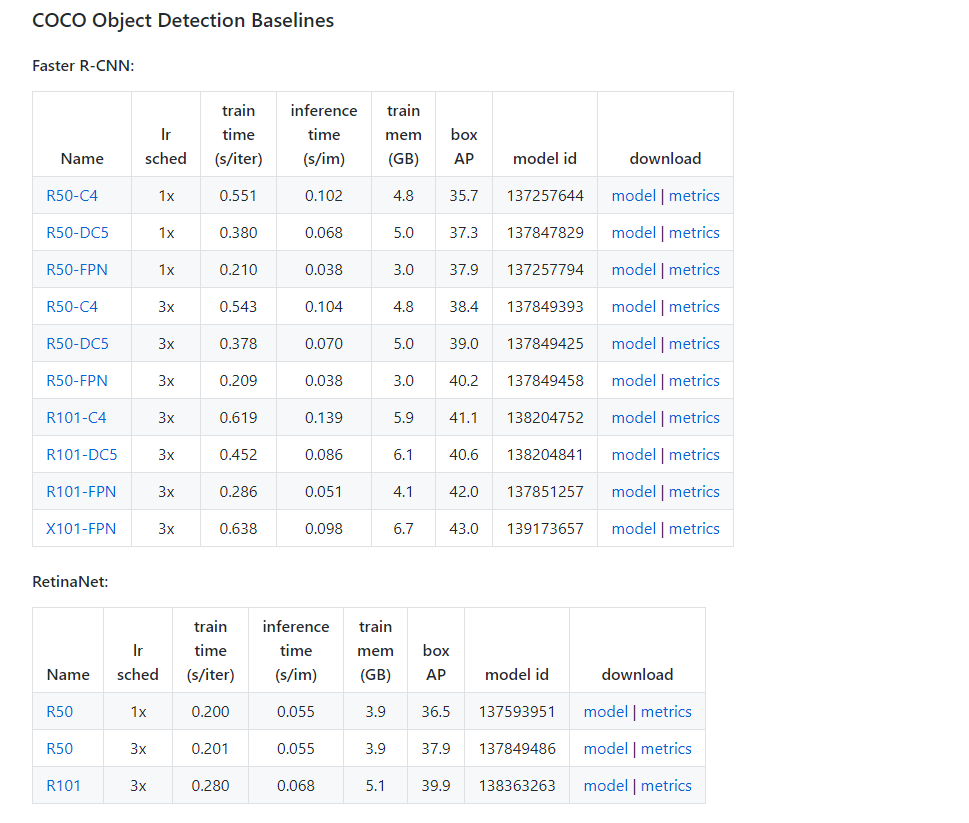 COCO Object Detection Baselines
Faster R-CNN:
Name lr sched train time (s/iter) inference time (s/im) train mem (GB) box AP model id download
R50-C4 1x 0.551 0.102 4.8 35.7 137257644 model | metrics
R50-DC5 1x 0.380 0.068 5.0 37.3 137847829 model | metrics
R50-FPN 1x 0.210 0.038 3.0 37.9 137257794 model | metrics
R50-C4 3x 0.543 0.104 4.8 38.4 137849393 model | metrics
R50-DC5 3x 0.378 0.070 5.0 39.0 137849425 model | metrics
R50-FPN 3x 0.209 0.038 3.0 40.2 137849458 model | metrics
R101-C4 3x 0.619 0.139 5.9 41.1 138204752 model | metrics
R101-DC5 3x 0.452 0.086 6.1 40.6 138204841 model | metrics
R101-FPN 3x 0.286 0.051 4.1 42.0 137851257 model | metrics
X101-FPN 3x 0.638 0.098 6.7 43.0 139173657 model | metrics
RetinaNet:
Name lr sched train time (s/iter) inference time (s/im) train mem (GB) box AP model id download
R50 1x 0.200 0.055 3.9 36.5 137593951 model | metrics
R50 3x 0.201 0.055 3.9 37.9 137849486 model | metrics
R101 3x 0.280 0.068 5.1 39.9 138363263 model | metrics